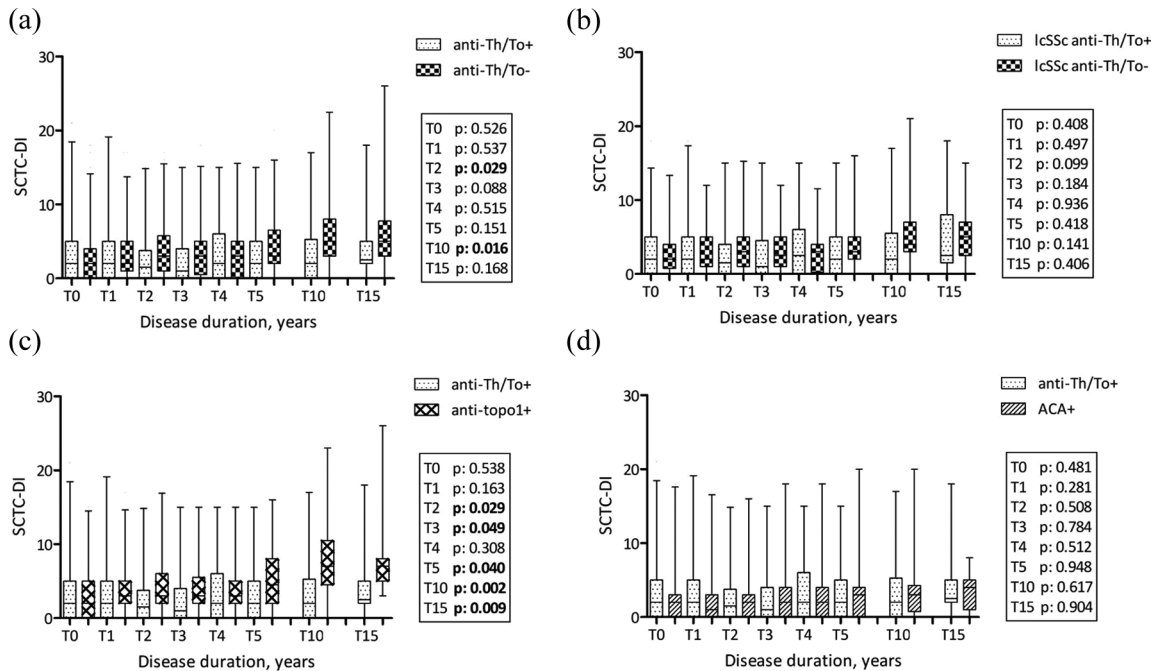 (a)
anti-Th/To+
anti-Th/To-
30
20
10
0
SCTC-DI
T0 T1 T2 T3 T4 T5 T10 T15
Disease duration, years
T0 p: 0.526
T1 p: 0.537
T2 p: 0.029
T3 p: 0.088
T4 p: 0.515
T5 p: 0.151
T10 p: 0.016
T15 p: 0.168
(b)
lcSSc anti-Th/To+
lcSSc anti-Th/To-
30
20
10
0
SCTC-DI
T0 T1 T2 T3 T4 T5 T10 T15
Disease duration, years
T0 p: 0.408
T1 p: 0.497
T2 p: 0.099
T3 p: 0.184
T4 p: 0.936
T5 p: 0.418
T10 p: 0.141
T15 p: 0.406
(c)
anti-Th/To+
anti-topo1+
30
20
10
0
SCTC-DI
T0 T1 T2 T3 T4 T5 T10 T15
Disease duration, years
T0 p: 0.538
T1 p: 0.163
T2 p: 0.029
T3 p: 0.049
T4 p: 0.308
T5 p: 0.040
T10 p: 0.002
T15 p: 0.009
(d)
anti-Th/To+
ACA+
30
20
10
0
SCTC-DI
T0 T1 T2 T3 T4 T5 T10 T15
Disease duration, years
T0 p: 0.481
T1 p: 0.281
T2 p: 0.508
T3 p: 0.784
T4 p: 0.512
T5 p: 0.948
T10 p: 0.617
T15 p: 0.904